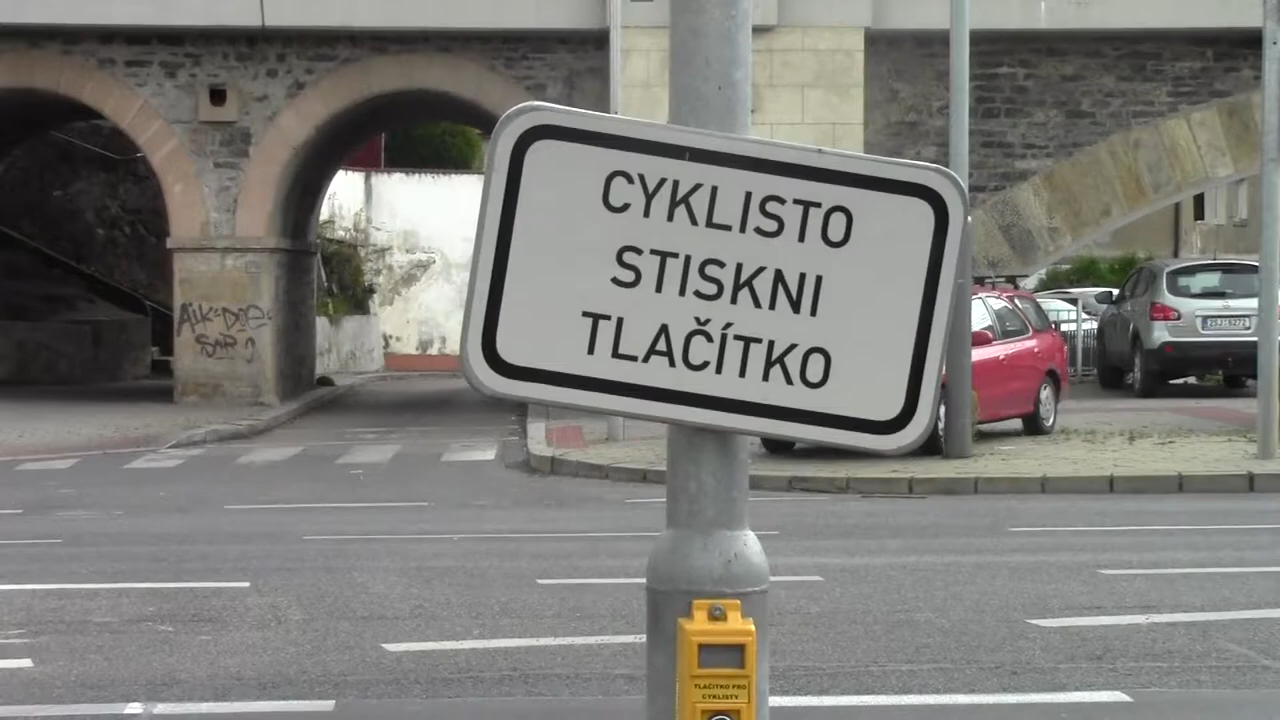 CYKLISTO
STISKNI
TLAČÍTKO
TLAČÍTKO PRO
CYKLISTY